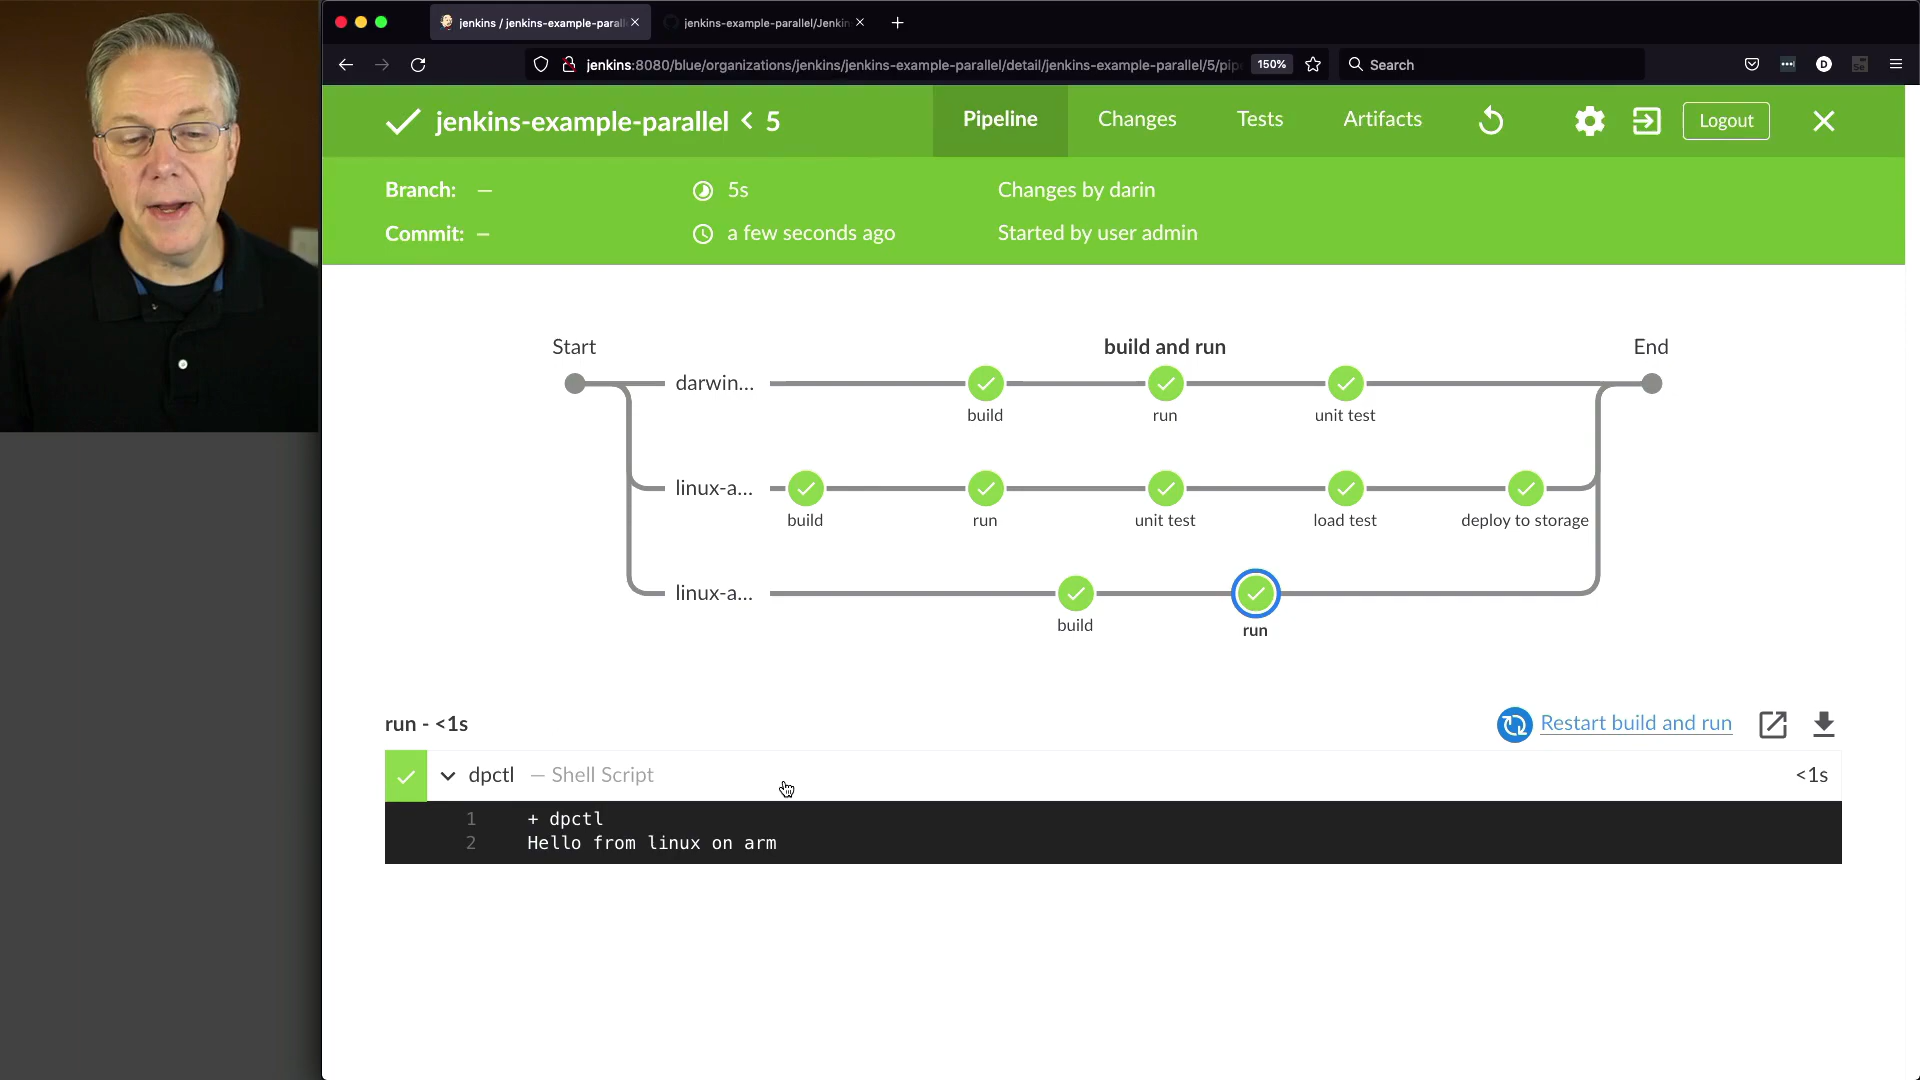 jenkins / jenkins-example-paral
jenkins-example-parallel/Jenkin
jenkins:8080/blue/organizations/jenkins/jenkins-example-parallel/detail/jenkins-example-parallel/5/pip
150%
Search
D
jenkins-example-parallel < 5
Pipeline
Changes
Tests
Artifacts
Logout
Branch: —
5s
Changes by darin
Commit: —
a few seconds ago
Started by user admin
Start
build and run
End
darwin...
build
run
unit test
linux-a...
build
run
unit test
load test
deploy to storage
linux-a...
build
run
run - <1s
Restart build and run
dpctl — Shell Script
<1s
1 + dpctl
2 Hello from linux on arm